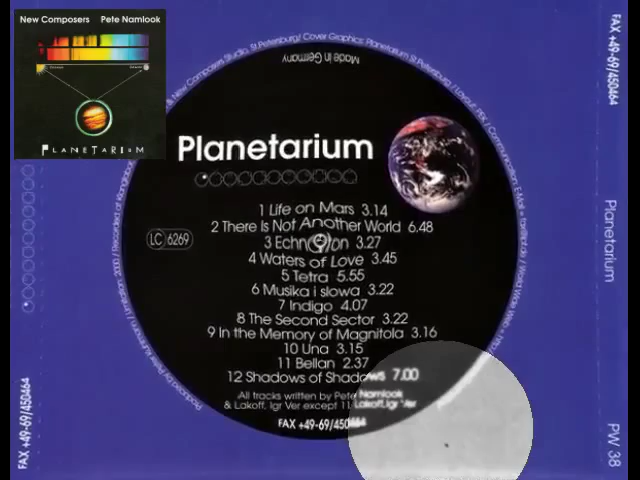 New Composers Pete Namlook
PLANETARIUM
Made in Germany
Planetarium
LC 6269
1 Life on Mars 3.14
2 There Is Not Another World 6.48
3 Echn@ton 3.27
4 Waters of Love 3.45
5 Tetra 5.55
6 Musika i slowa 3.22
7 Indigo 4.07
8 The Second Sector 3.22
9 In the Memory of Magnitola 3.16
10 Una 3.15
11 Bellan 2.37
12 Shadows of Shadows 7.00
All tracks written by Pete Namlook
& Lakoff, Igr Ver except 11 Lakoff, Igr Ver
FAX +49-69/450464
FAX +49-69/450464
FAX +49-69/450464
Planetarium
PW 38